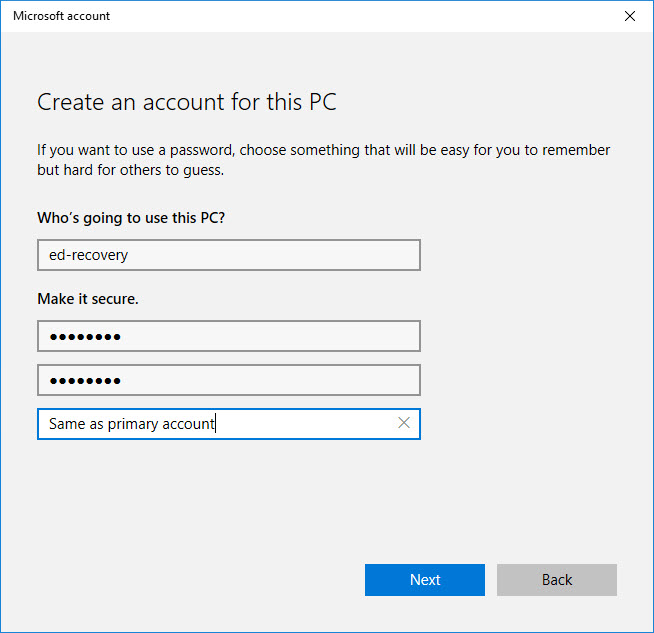 Microsoft account
Create an account for this PC
If you want to use a password, choose something that will be easy for you to remember
but hard for others to guess.
Who's going to use this PC?
ed-recovery
Make it secure.
●●●●●●●●
●●●●●●●●
Same as primary account
Next
Back